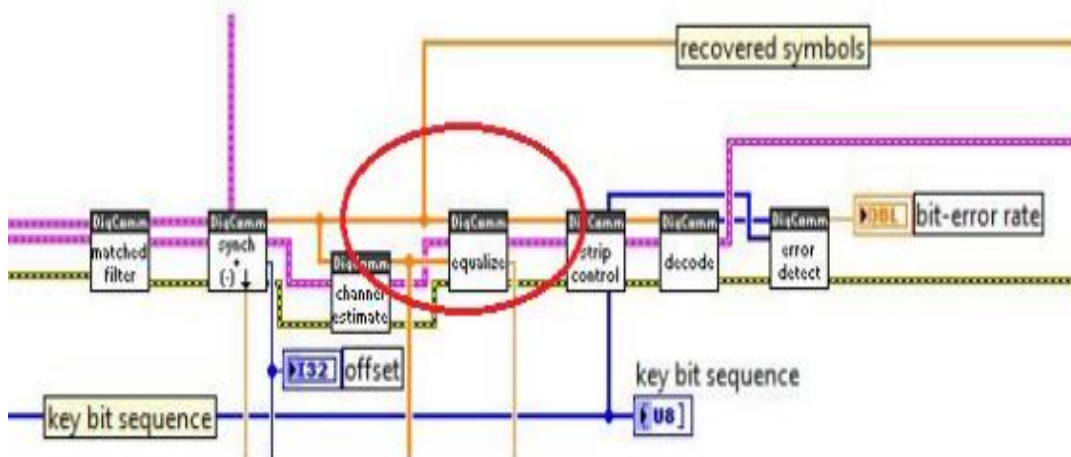 recovered symbols
DigComm
matched
filter
DigComm
synch
*
(-) ↓
DigComm
channel
estimate
DigComm
equalize
DigComm
strip
control
DigComm
decode
DigComm
error
detect
DBL
bit-error rate
I32
offset
key bit sequence
key bit sequence
[U8]